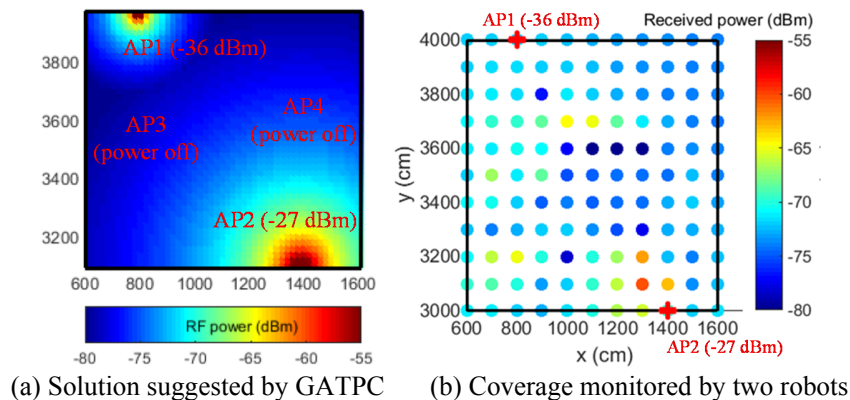 AP1 (-36 dBm)
AP3
(power off)
AP4
(power off)
AP2 (-27 dBm)
3800
3600
3400
3200
600
800
1000
1200
1400
1600
RF power (dBm)
-80
-75
-70
-65
-60
-55
(a) Solution suggested by GATPC
AP1 (-36 dBm)
Received power (dBm)
4000
3800
3600
3400
3200
3000
y (cm)
600
800
1000
1200
1400
1600
x (cm)
AP2 (-27 dBm)
-55
-60
-65
-70
-75
-80
(b) Coverage monitored by two robots